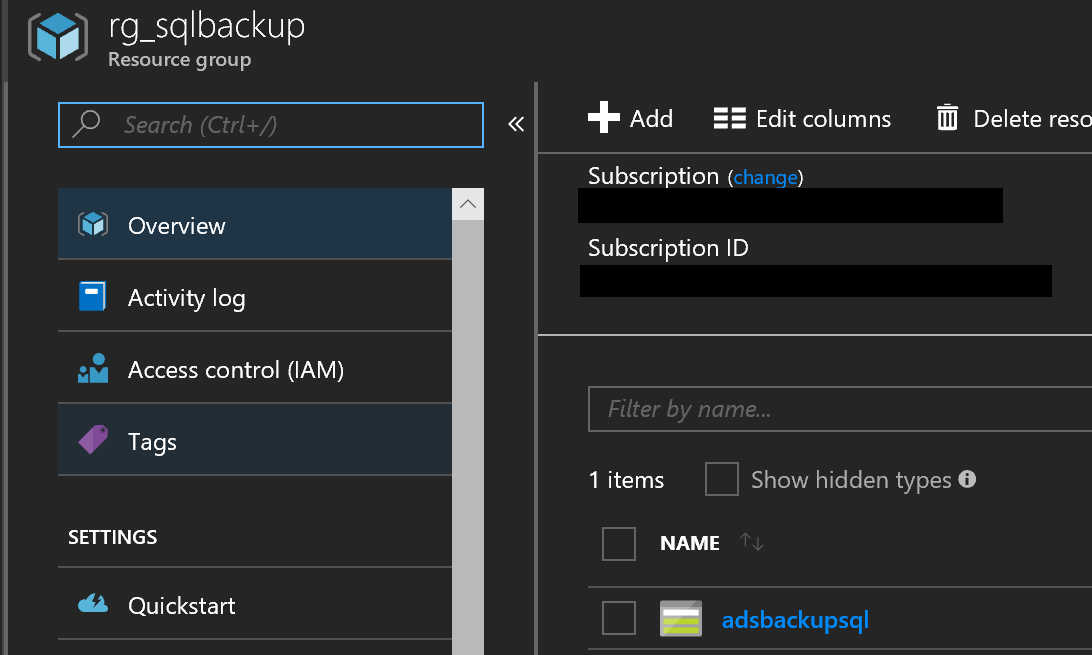 rg_sqlbackup
Resource group
Search (Ctrl+/)
Overview
Activity log
Access control (IAM)
Tags
SETTINGS
Quickstart
Add Edit columns Delete reso
Subscription (change)
Subscription ID
Filter by name...
1 items Show hidden types
NAME
adsbackupsql